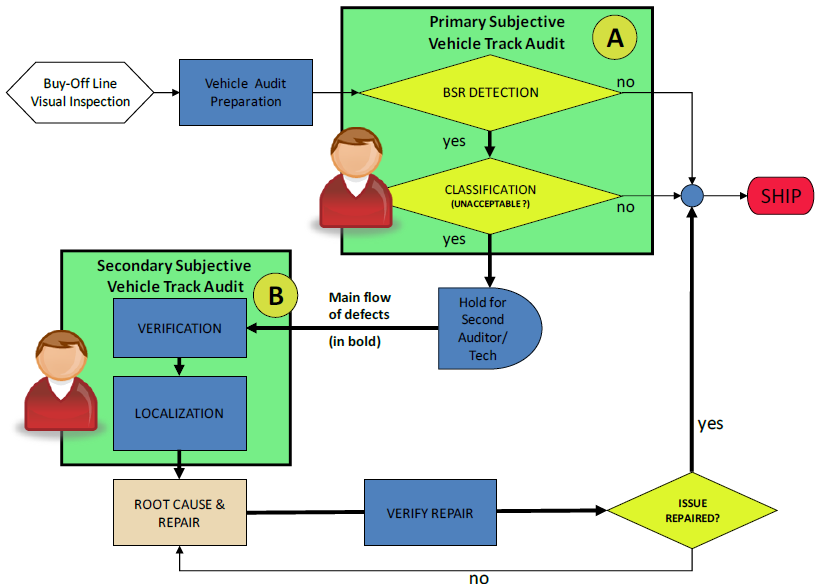 Primary Subjective
Vehicle Track Audit
A
Buy-Off Line
Visual Inspection
Vehicle Audit
Preparation
BSR DETECTION
no
yes
CLASSIFICATION
(UNACCEPTABLE ?)
no
SHIP
yes
Secondary Subjective
Vehicle Track Audit
B
VERIFICATION
Main flow
of defects
(in bold)
Hold for
Second
Auditor/
Tech
LOCALIZATION
yes
ROOT CAUSE &
REPAIR
VERIFY REPAIR
ISSUE
REPAIRED?
no